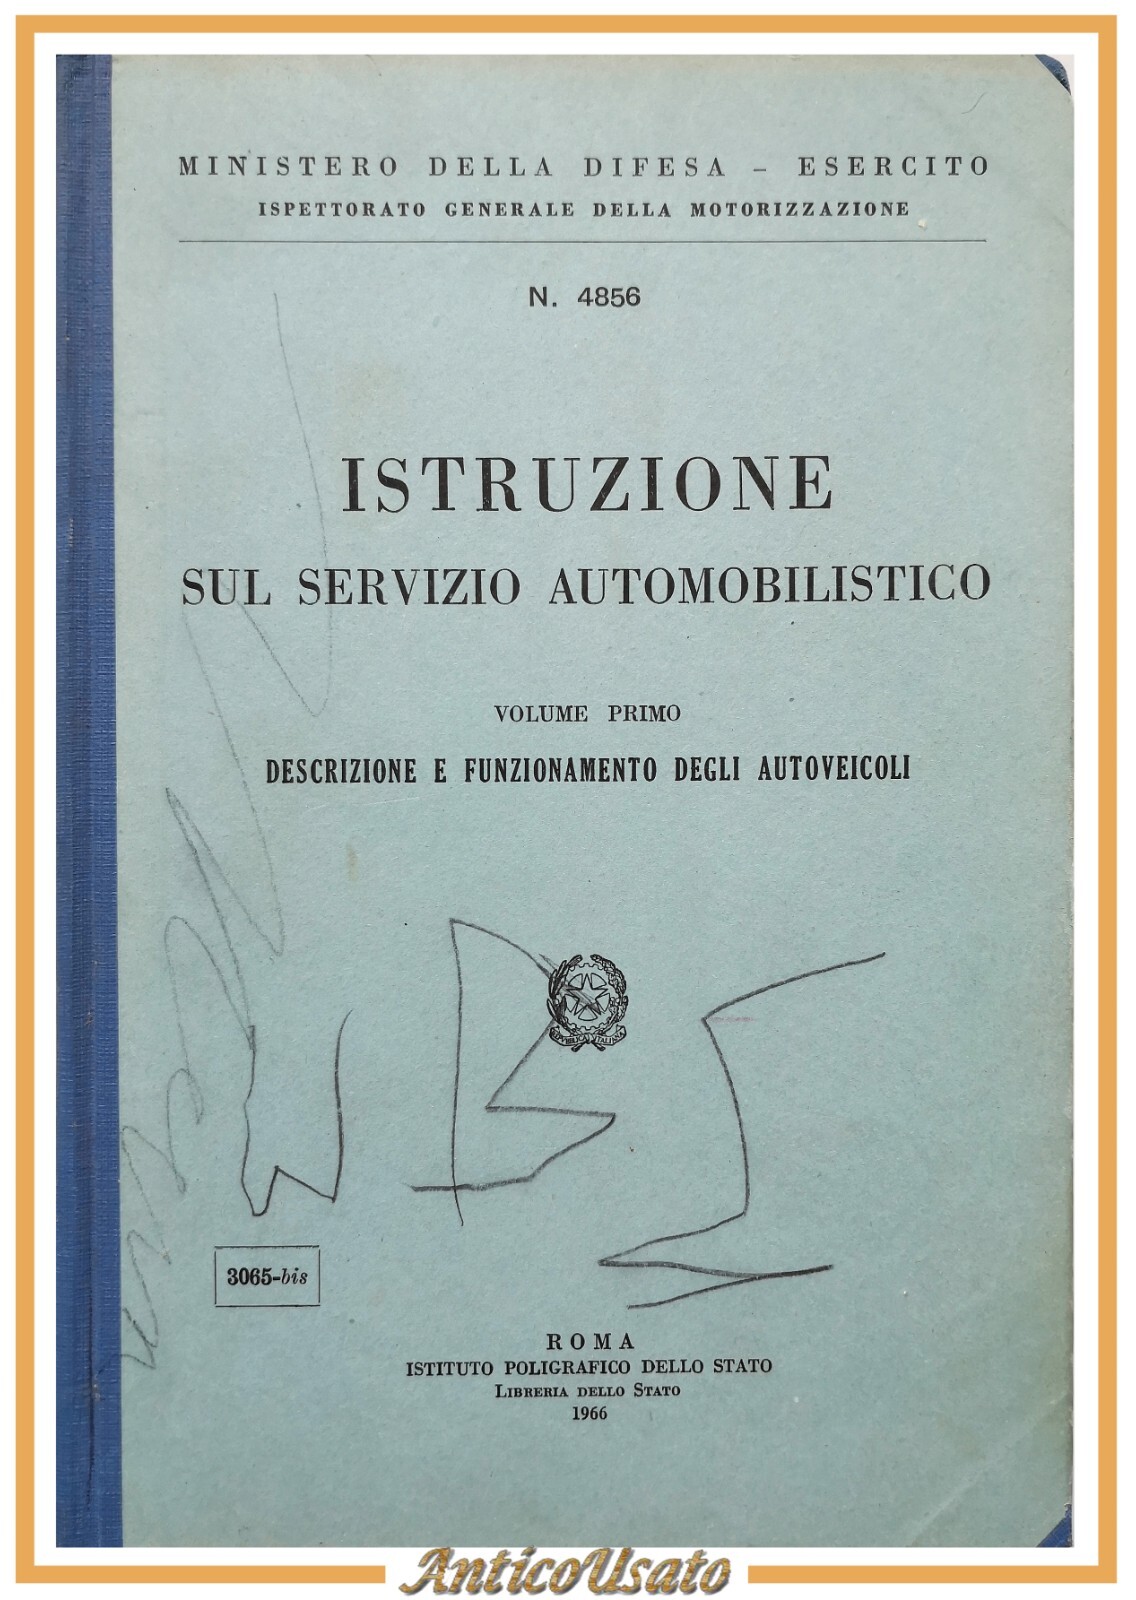 MINISTERO DELLA DIFESA – ESERCITO
ISPETTORATO GENERALE DELLA MOTORIZZAZIONE
N. 4856
ISTRUZIONE
SUL SERVIZIO AUTOMOBILISTICO
VOLUME PRIMO
DESCRIZIONE E FUNZIONAMENTO DEGLI AUTOVEICOLI
REPVBBLICA ITALIANA
3065-bis
ROMA
ISTITUTO POLIGRAFICO DELLO STATO
LIBRERIA DELLO STATO
1966
AnticoUsato